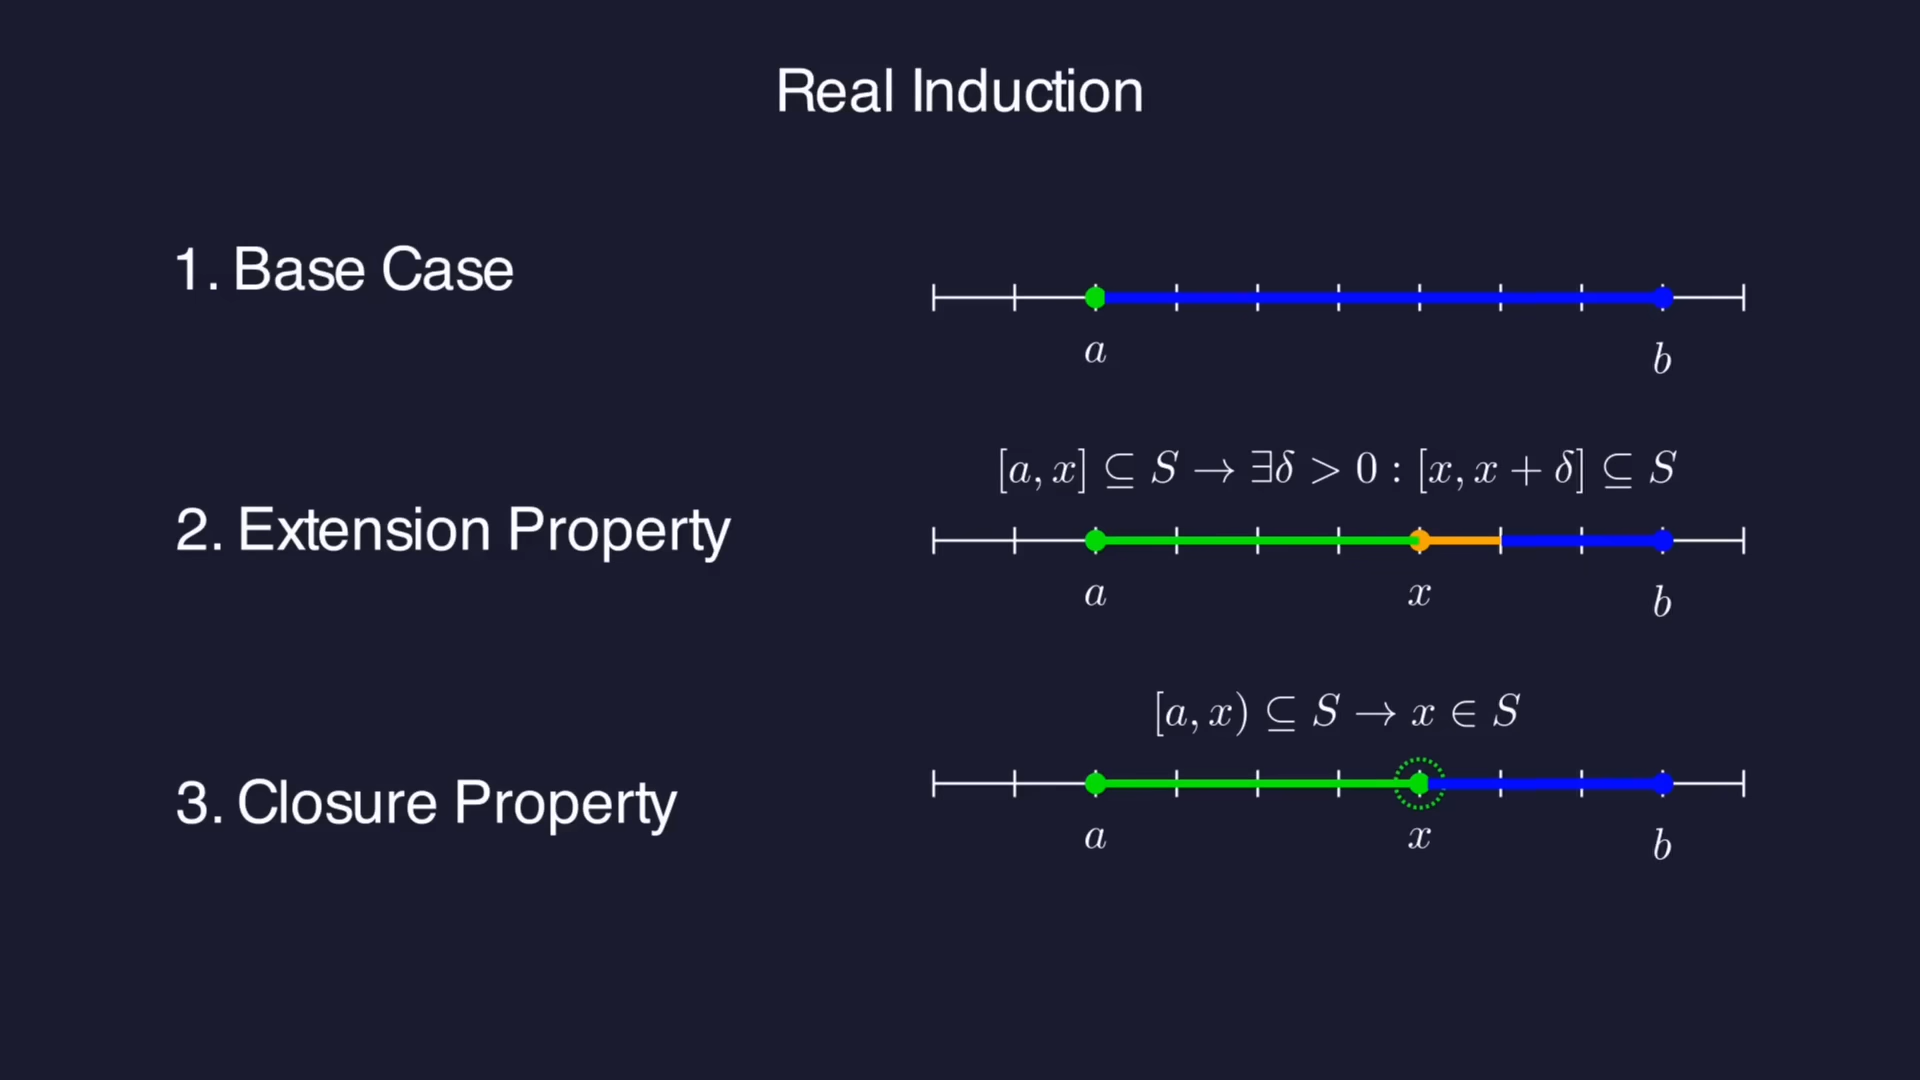 Real Induction
1. Base Case
a b
[a, x] ⊆ S → ∃δ > 0 : [x, x + δ] ⊆ S
2. Extension Property
a x b
[a, x) ⊆ S → x ∈ S
3. Closure Property
a x b